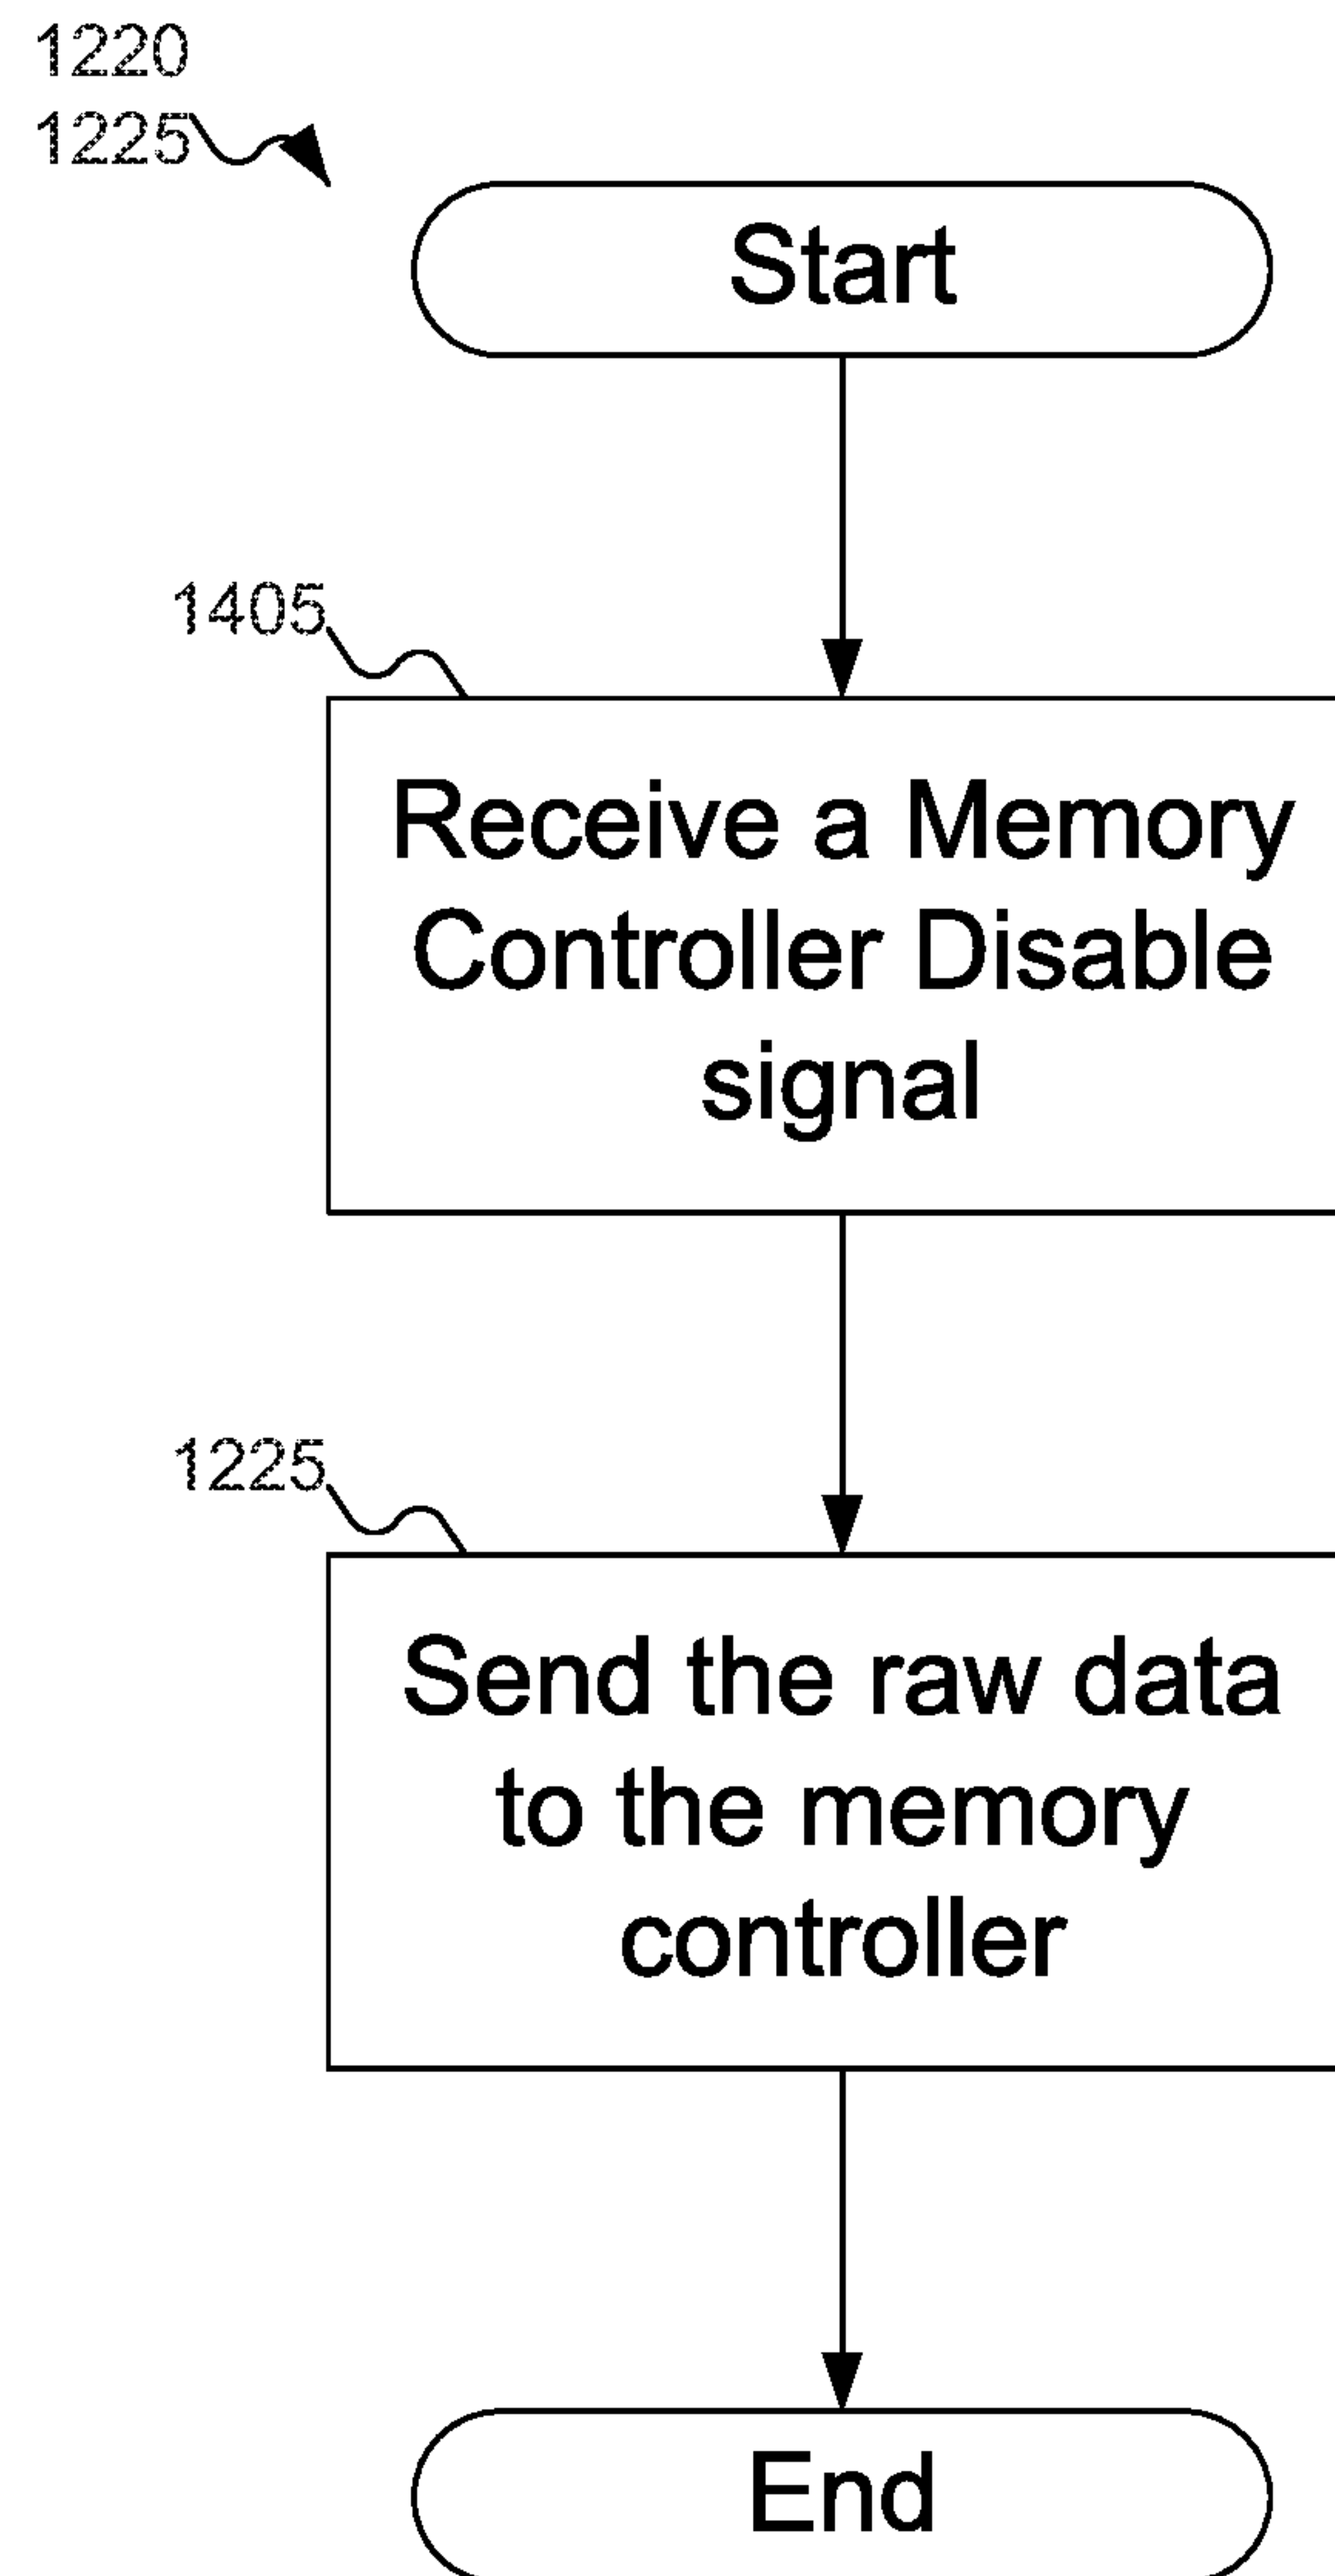 1220
1225
Start
1405
Receive a Memory
Controller Disable
signal
1225
Send the raw data
to the memory
controller
End